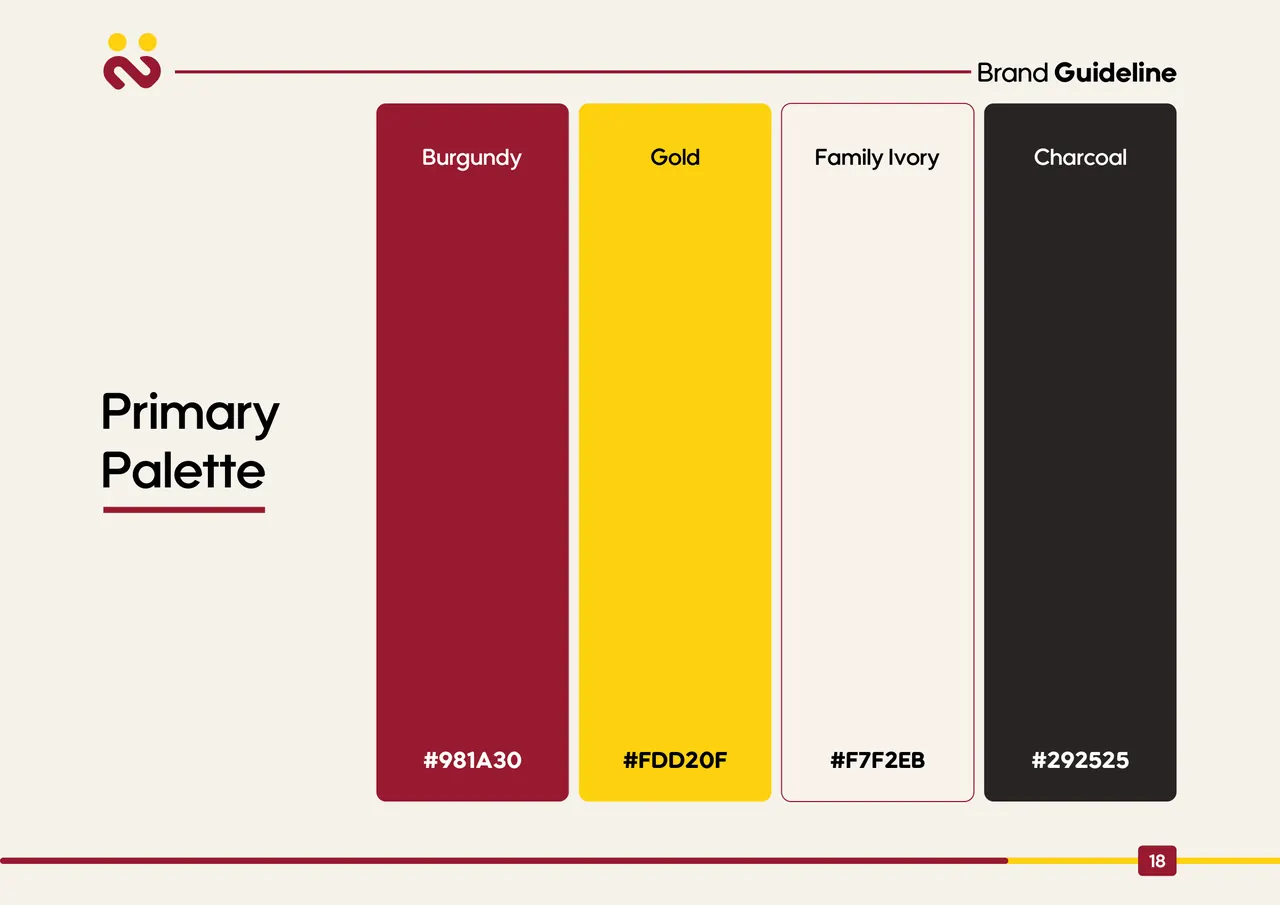 Brand Guideline
Primary
Palette
Burgundy
#981A30
Gold
#FDD20F
Family Ivory
#F7F2EB
Charcoal
#292525
18